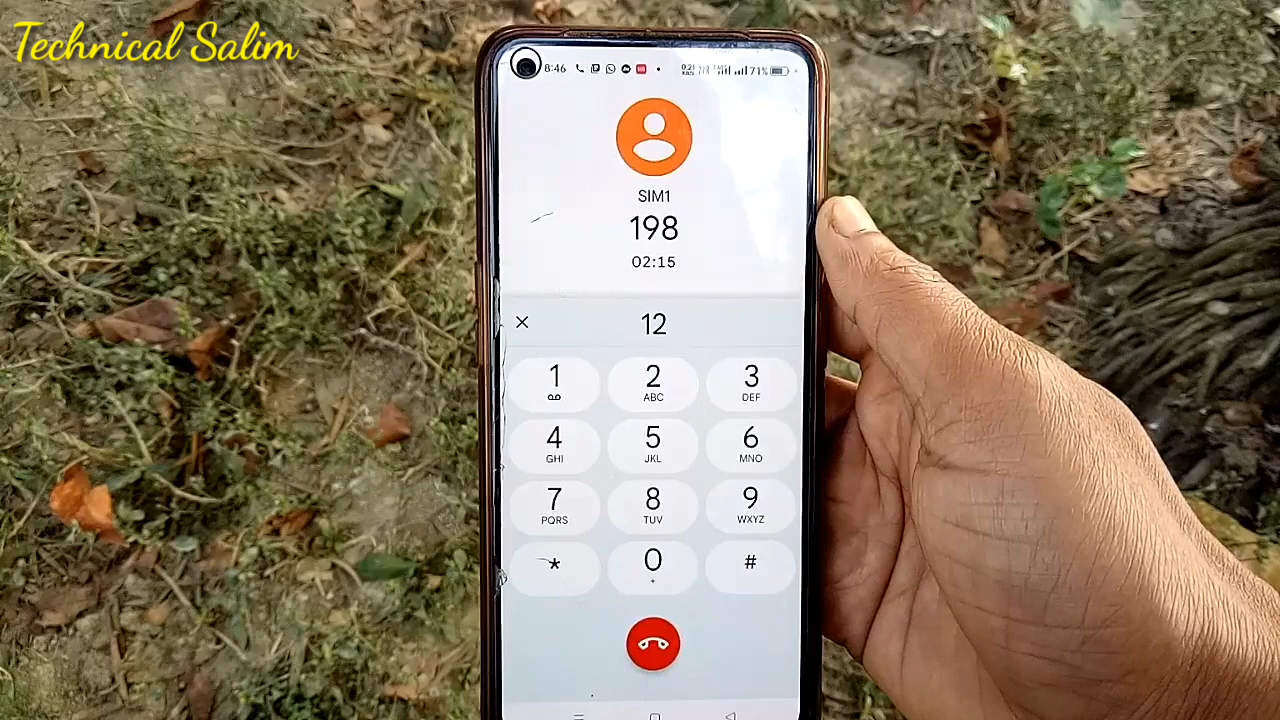 Technical Salim
8:46
71%
SIM1
198
02:15
× 12
1 2 3
ABC DEF
4 5 6
GHI JKL MNO
7 8 9
PQRS TUV WXYZ
* 0 #
+